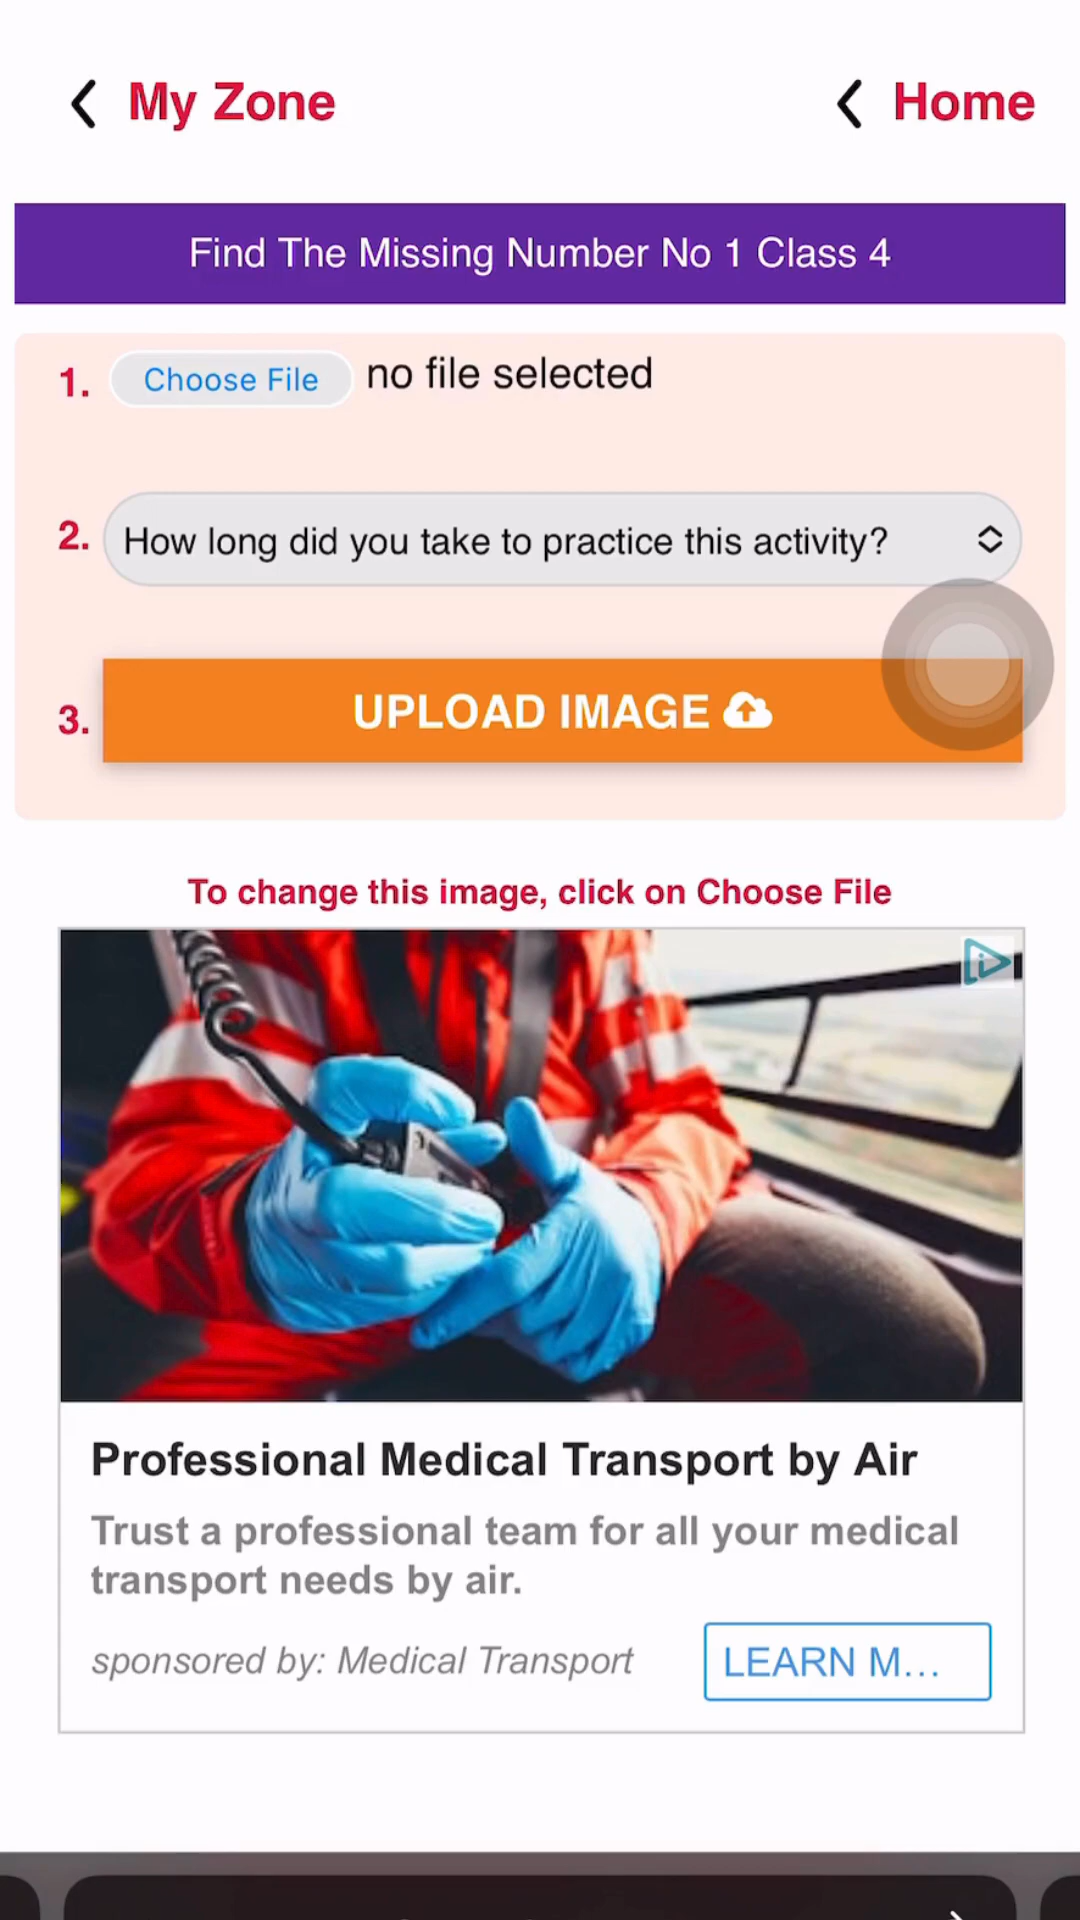 My Zone
Home
Find The Missing Number No 1 Class 4
1. Choose File no file selected
2. How long did you take to practice this activity?
3. UPLOAD IMAGE
To change this image, click on Choose File
Professional Medical Transport by Air
Trust a professional team for all your medical
transport needs by air.
sponsored by: Medical Transport
LEARN M...